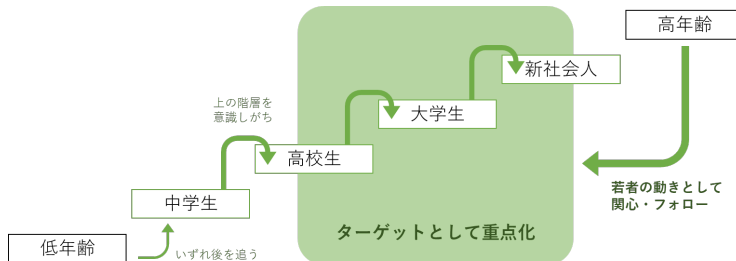 高年齢
新社会人
上の階層を
意識しがち
大学生
高校生
若者の動きとして
関心・フォロー
中学生
ターゲットとして重点化
低年齢
いずれ後を追う